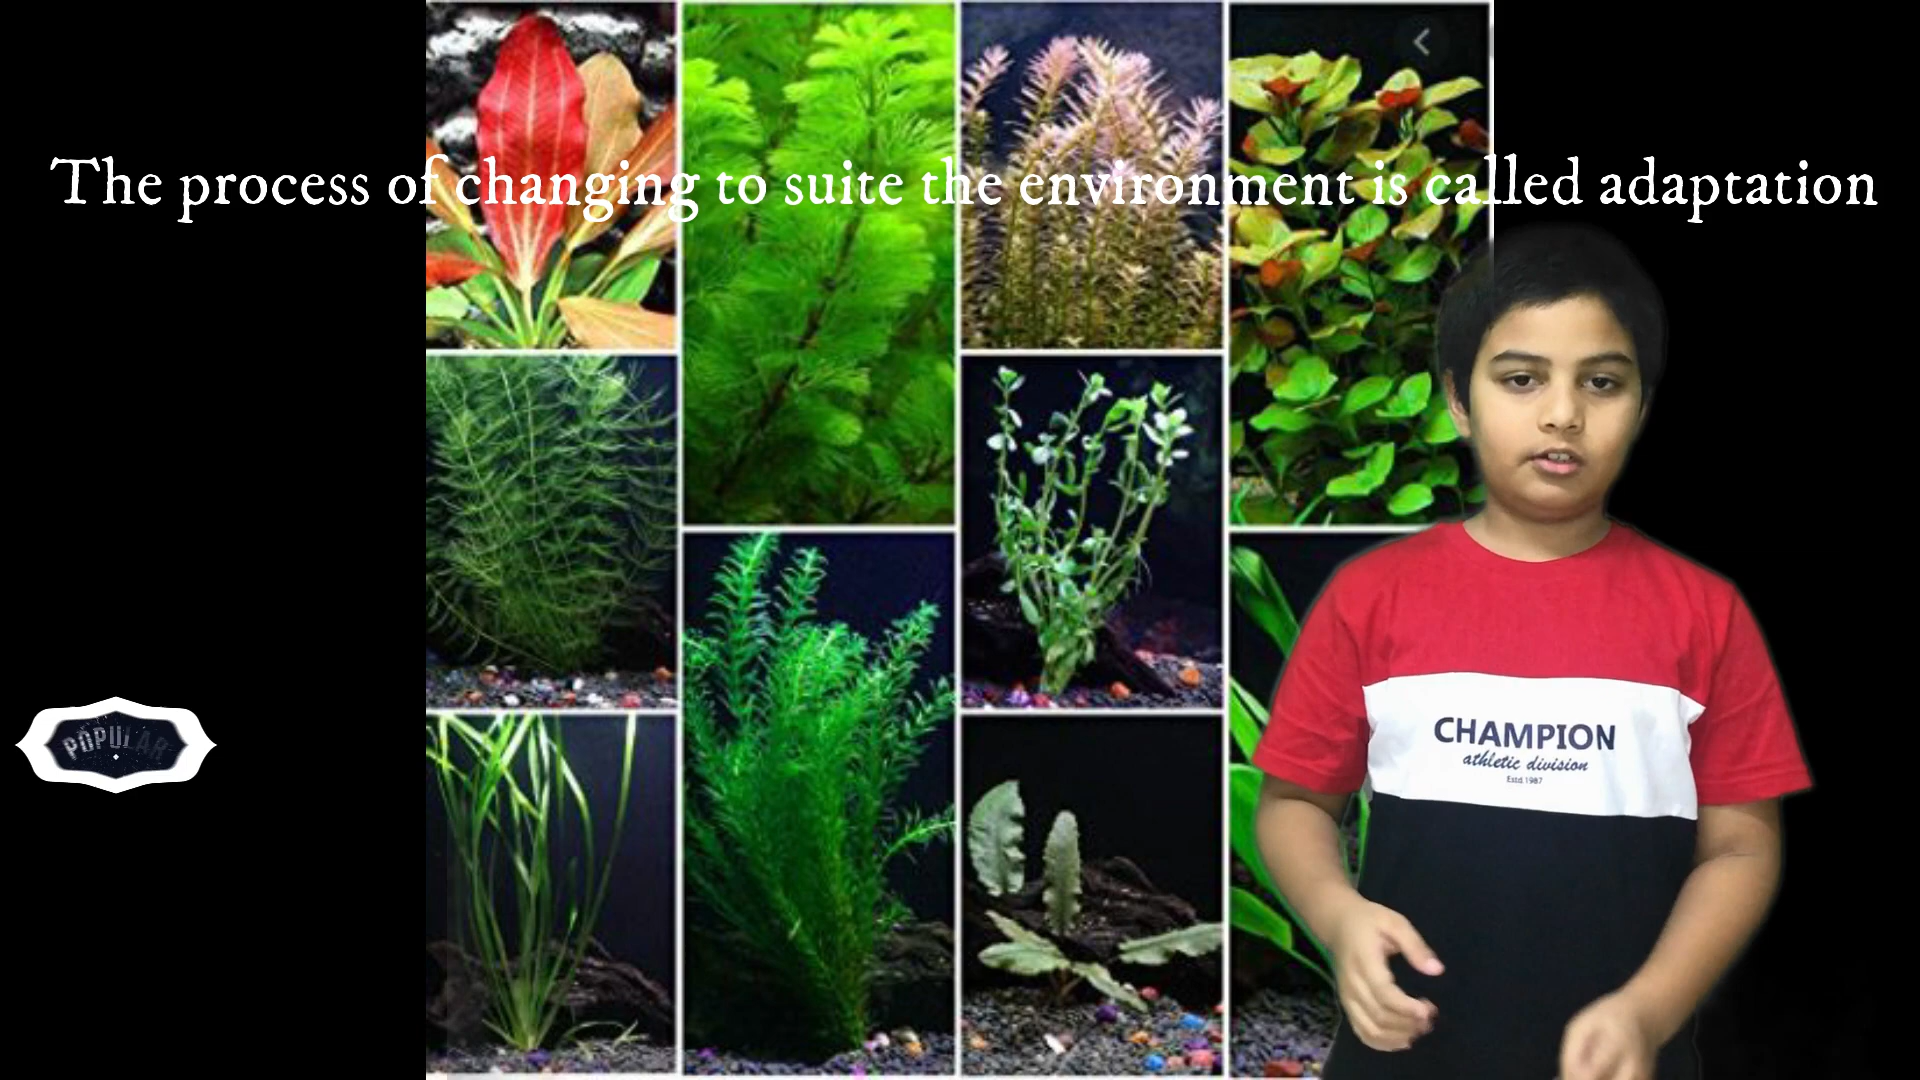 The process of changing to suite the environment is called adaptation
POPULAR
CHAMPION
athletic division
Estd.1987